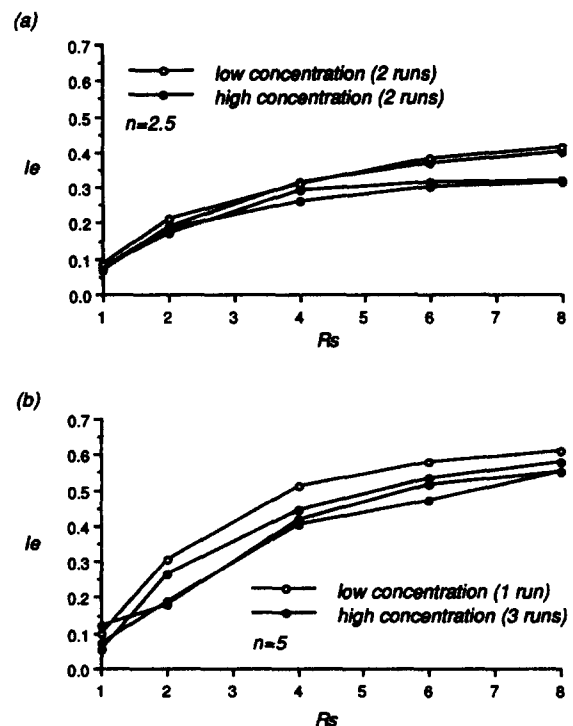 (a)
0.7
0.6
0.5
0.4
0.3
0.2
0.1
0.0
Ie
low concentration (2 runs)
high concentration (2 runs)
n=2.5
1 2 3 4 5 6 7 8
Rs
(b)
0.7
0.6
0.5
0.4
0.3
0.2
0.1
0.0
Ie
low concentration (1 run)
high concentration (3 runs)
n=5
1 2 3 4 5 6 7 8
Rs